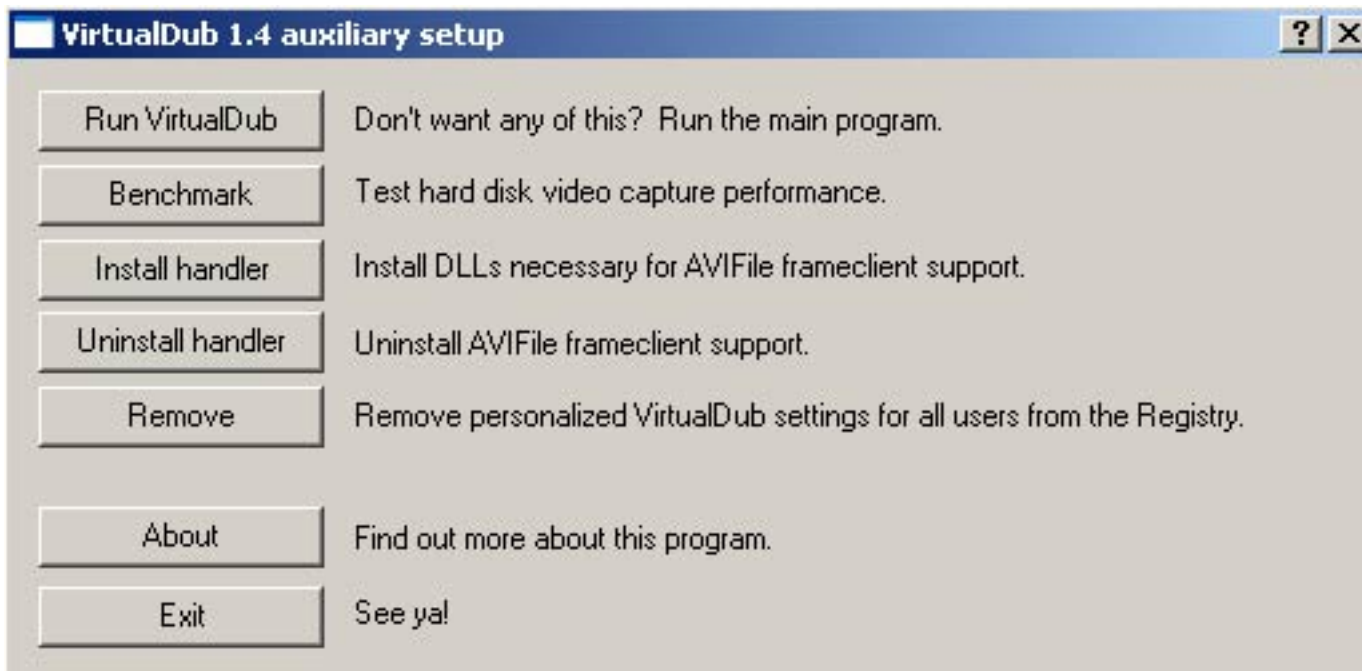 VirtualDub 1.4 auxiliary setup
Run VirtualDub Don't want any of this?  Run the main program.
Benchmark Test hard disk video capture performance.
Install handler Install DLLs necessary for AVIFile frameclient support.
Uninstall handler Uninstall AVIFile frameclient support.
Remove Remove personalized VirtualDub settings for all users from the Registry.
About Find out more about this program.
Exit See ya!